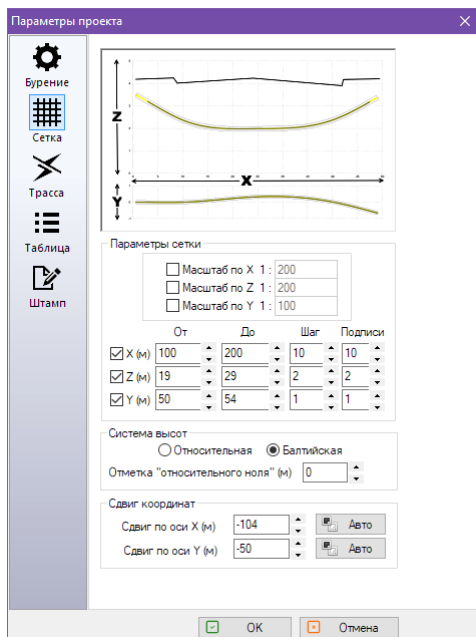 Параметры проекта
Бурение
Сетка
Трасса
Таблица
Штамп
Z
X
Y
Параметры сетки
Масштаб по X 1 : 200
Масштаб по Z 1 : 200
Масштаб по Y 1 : 100
От До Шаг Подписи
X (м) 100 200 10 10
Z (м) 19 29 2 2
Y (м) 50 54 1 1
Система высот
Относительная Балтийская
Отметка "относительного ноля" (м) 0
Сдвиг координат
Сдвиг по оси X (м) -104 Авто
Сдвиг по оси Y (м) -50 Авто
OK Отмена